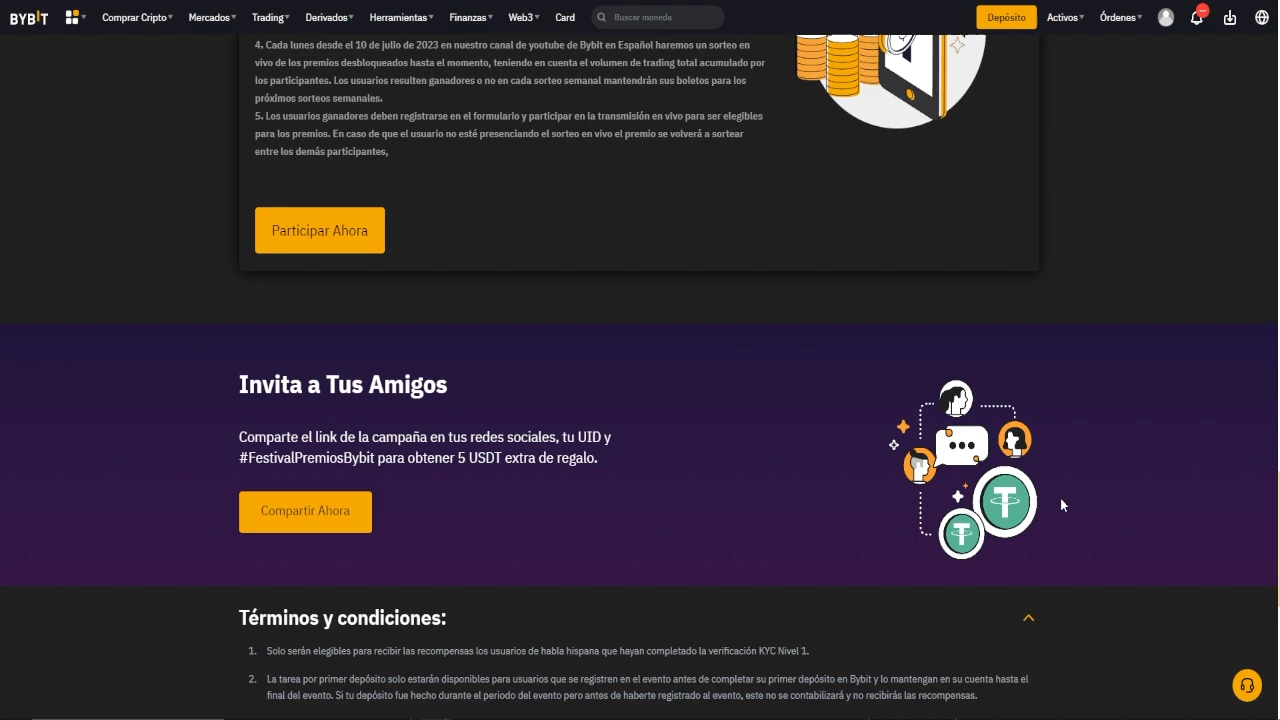 BYBIT
Comprar Cripto
Mercados
Trading
Derivados
Herramientas
Finanzas
Web3
Card
Buscar moneda
Depósito
Activos
Órdenes
4. Cada lunes desde el 10 de julio de 2023 en nuestro canal de youtube de Bybit en Español haremos un sorteo en
vivo de los premios desbloqueados hasta el momento, teniendo en cuenta el volumen de trading total acumulado por
los participantes. Los usuarios resulten ganadores o no en cada sorteo semanal mantendrán sus boletos para los
próximos sorteos semanales.
5. Los usuarios ganadores deben registrarse en el formulario y participar en la transmisión en vivo para ser elegibles
para los premios. En caso de que el usuario no esté presenciando el sorteo en vivo el premio se volverá a sortear
entre los demás participantes,
Participar Ahora
Invita a Tus Amigos
Comparte el link de la campaña en tus redes sociales, tu UID y
#FestivalPremiosBybit para obtener 5 USDT extra de regalo.
Compartir Ahora
Términos y condiciones:
1. Solo serán elegibles para recibir las recompensas los usuarios de habla hispana que hayan completado la verificación KYC Nivel 1.
2. La tarea por primer depósito solo estarán disponibles para usuarios que se registren en el evento antes de completar su primer depósito en Bybit y lo mantengan en su cuenta hasta el
final del evento. Si tu depósito fue hecho durante el periodo del evento pero antes de haberte registrado al evento, este no se contabilizará y no recibirás las recompensas.